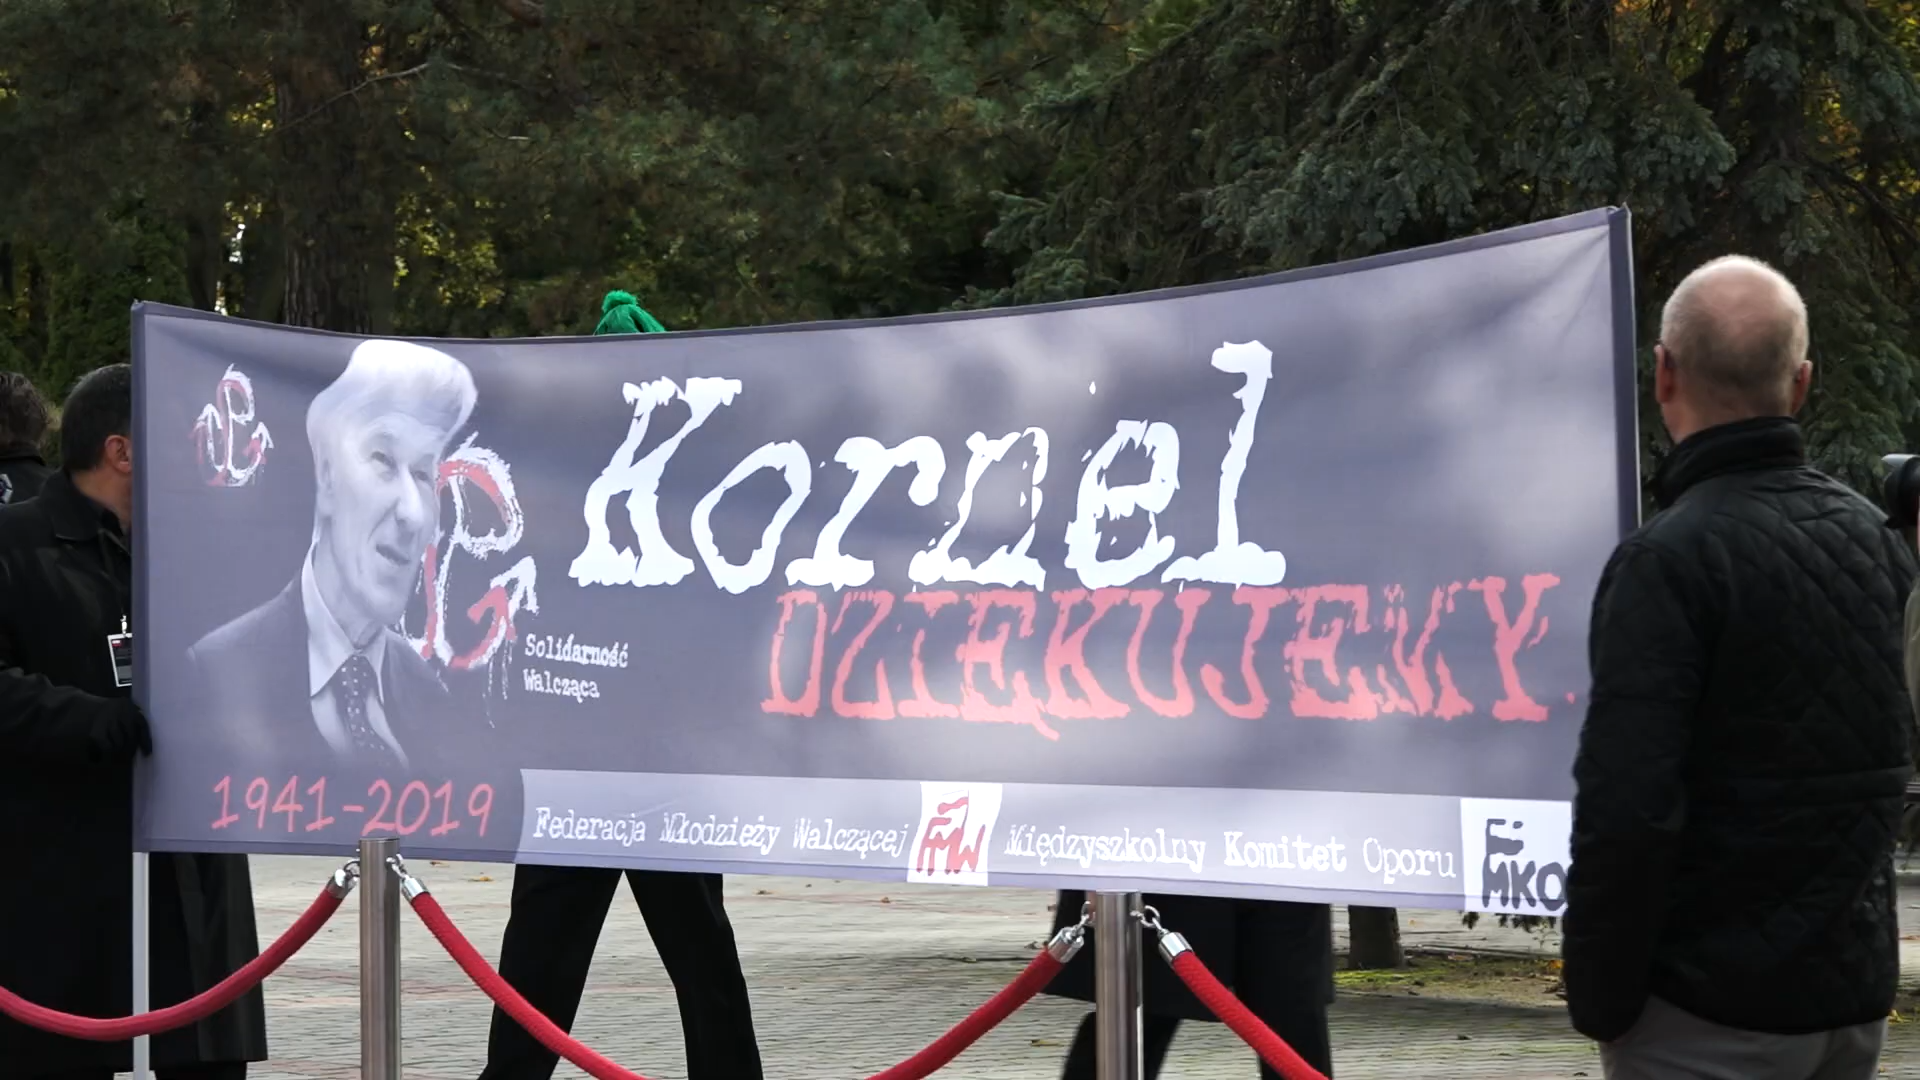 Kornel
DZIĘKUJEMY.
Solidarność
Walcząca
1941-2019
Federacja Młodzieży Walczącej FMW Międzyszkolny Komitet Oporu MKO